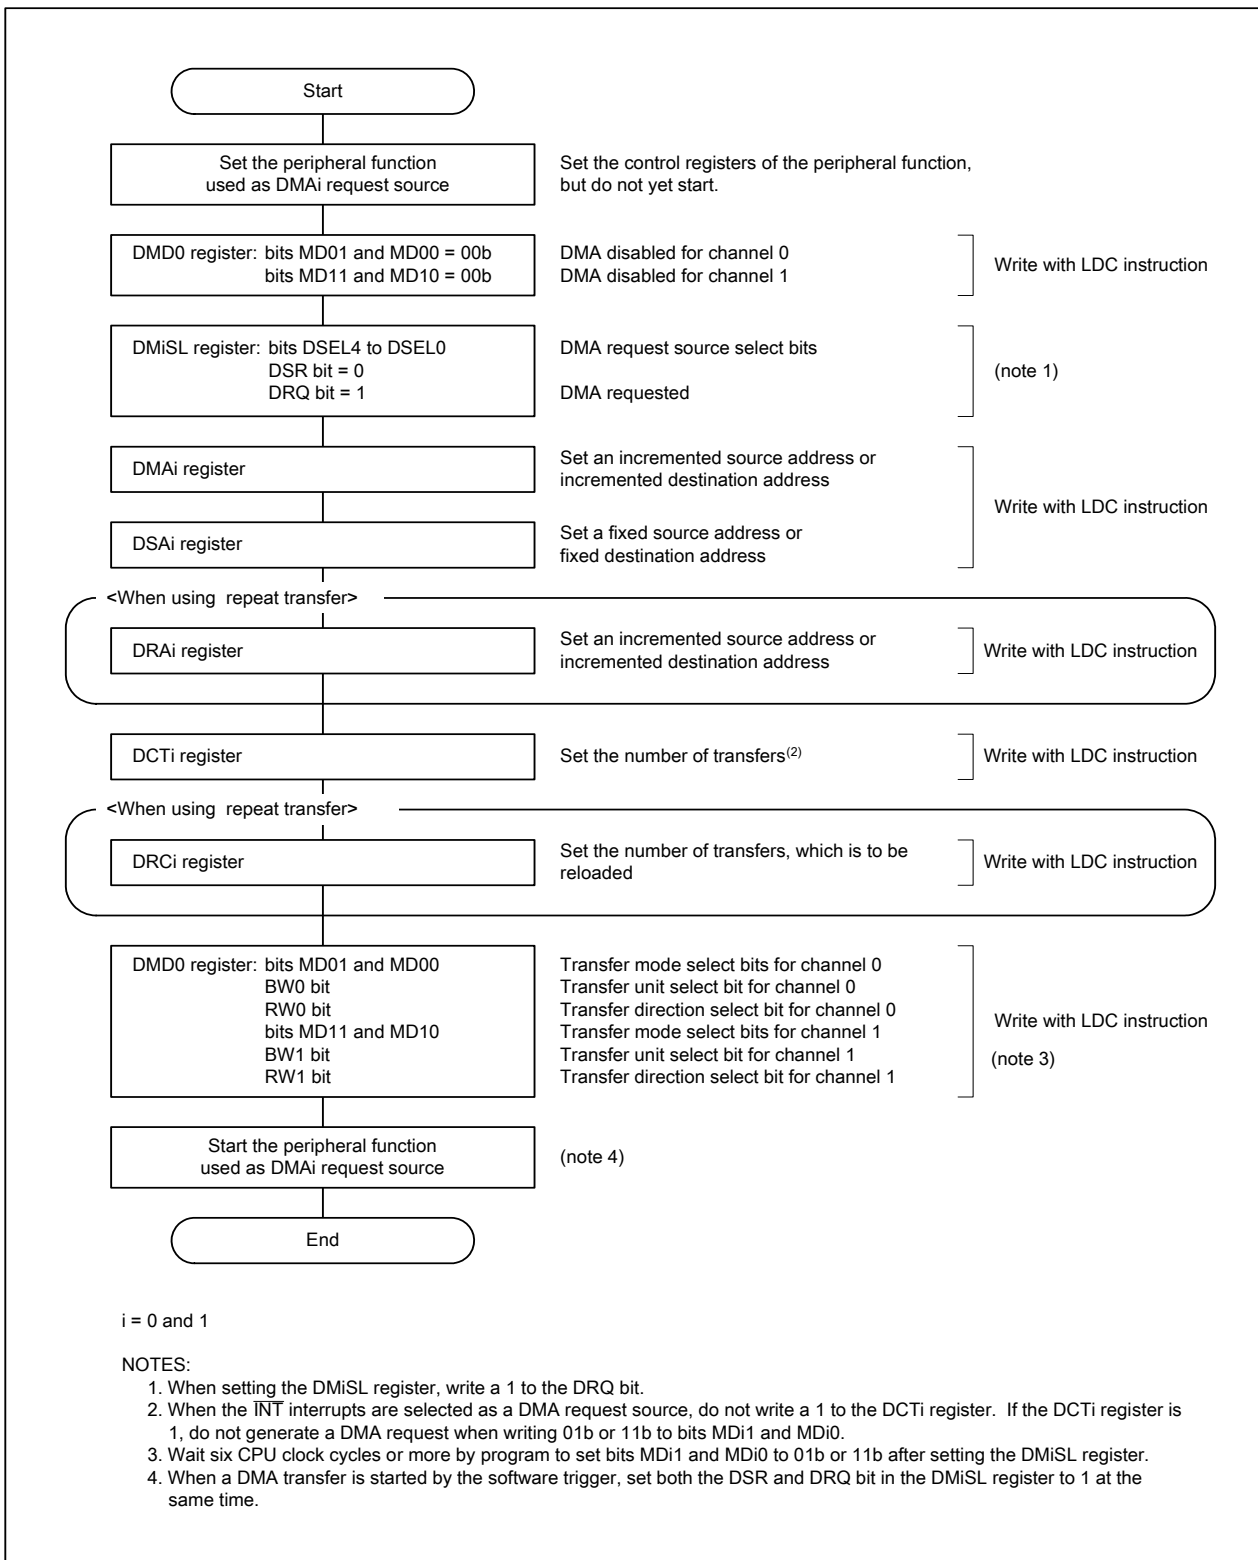 Start
Set the peripheral function
used as DMAi request source
Set the control registers of the peripheral function,
but do not yet start.
DMD0 register: bits MD01 and MD00 = 00b
bits MD11 and MD10 = 00b
DMA disabled for channel 0
DMA disabled for channel 1
Write with LDC instruction
DMiSL register: bits DSEL4 to DSEL0
DSR bit = 0
DRQ bit = 1
DMA request source select bits
DMA requested
(note 1)
DMAi register
Set an incremented source address or
incremented destination address
DSAi register
Set a fixed source address or
fixed destination address
Write with LDC instruction
<When using repeat transfer>
DRAi register
Set an incremented source address or
incremented destination address
Write with LDC instruction
DCTi register
Set the number of transfers(2)
Write with LDC instruction
<When using repeat transfer>
DRCi register
Set the number of transfers, which is to be
reloaded
Write with LDC instruction
DMD0 register: bits MD01 and MD00
BW0 bit
RW0 bit
bits MD11 and MD10
BW1 bit
RW1 bit
Transfer mode select bits for channel 0
Transfer unit select bit for channel 0
Transfer direction select bit for channel 0
Transfer mode select bits for channel 1
Transfer unit select bit for channel 1
Transfer direction select bit for channel 1
Write with LDC instruction
(note 3)
Start the peripheral function
used as DMAi request source
(note 4)
End
i = 0 and 1
NOTES:
1. When setting the DMiSL register, write a 1 to the DRQ bit.
2. When the INT interrupts are selected as a DMA request source, do not write a 1 to the DCTi register. If the DCTi register is
1, do not generate a DMA request when writing 01b or 11b to bits MDi1 and MDi0.
3. Wait six CPU clock cycles or more by program to set bits MDi1 and MDi0 to 01b or 11b after setting the DMiSL register.
4. When a DMA transfer is started by the software trigger, set both the DSR and DRQ bit in the DMiSL register to 1 at the
same time.